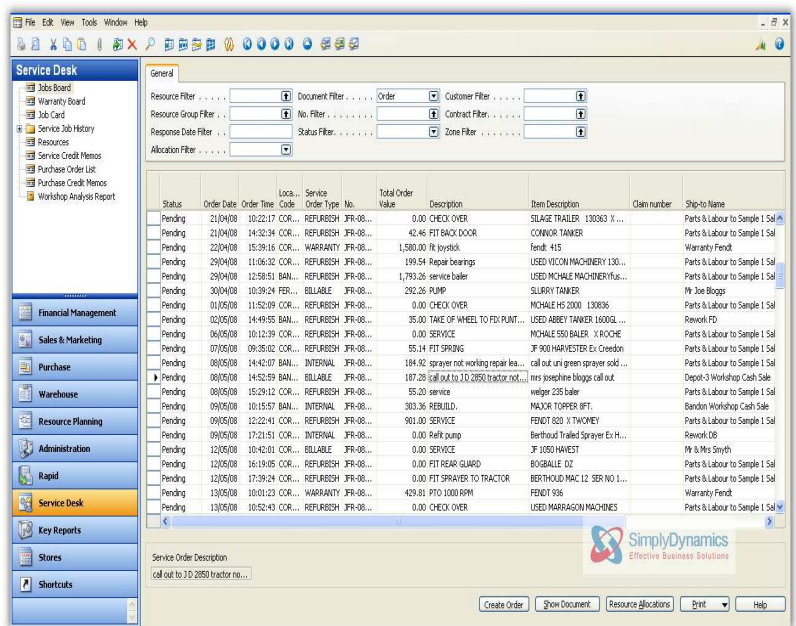 File Edit View Tools Window Help
Service Desk
Jobs Board
Warranty Board
Job Card
Service Job History
Resources
Service Credit Memos
Purchase Order List
Purchase Credit Memos
Workshop Analysis Report
Financial Management
Sales & Marketing
Purchase
Warehouse
Resource Planning
Administration
Rapid
Service Desk
Key Reports
Stores
Shortcuts
General
Resource Filter . . . . . Document Filter . . . . . Order Customer Filter . . . . . .
Resource Group Filter . . No. Filter . . . . . . . . Contract Filter. . . . . .
Response Date Filter . . Status Filter. . . . . . . Zone Filter . . . . . . .
Allocation Filter . . . . .
Status Order Date Order Time Loca... Code Service Order Type No. Total Order Value Description Item Description Claim number Ship-to Name
Pending 21/04/08 10:22:17 COR... REFURBISH JFR-08... 0.00 CHECK OVER SILAGE TRAILER 130363 X ... Parts & Labour to Sample 1 Sal
Pending 21/04/08 14:32:34 COR... REFURBISH JFR-08... 42.46 FIT BACK DOOR CONNOR TANKER Parts & Labour to Sample 1 Sal
Pending 22/04/08 15:39:16 COR... WARRANTY JFR-08... 1,580.00 fit joystick fendt 415 Warranty Fendt
Pending 29/04/08 11:06:32 COR... REFURBISH JFR-08... 199.54 Repair bearings USED VICON MACHINERY 130... Parts & Labour to Sample 1 Sal
Pending 29/04/08 12:58:51 BAN... REFURBISH JFR-08... 1,793.26 service bailer USED MCHALE MACHINERYfus... Parts & Labour to Sample 1 Sal
Pending 30/04/08 10:39:24 FER... BILLABLE JFR-08... 292.26 PUMP SLURRY TANKER Mr Joe Bloggs
Pending 01/05/08 11:52:09 COR... REFURBISH JFR-08... 0.00 CHECK OVER MCHALE HS 2000 130836 Parts & Labour to Sample 1 Sal
Pending 02/05/08 14:49:55 BAN... REFURBISH JFR-08... 35.00 TAKE OF WHEEL TO FIX PUNT... USED ABBEY TANKER 1600GL ... Rework FD
Pending 06/05/08 10:12:39 COR... REFURBISH JFR-08... 0.00 SERVICE MCHALE 550 BALER X ROCHE Parts & Labour to Sample 1 Sal
Pending 07/05/08 09:35:02 COR... REFURBISH JFR-08... 55.14 FIT SPRING JF 900 HARVESTER Ex Creedon Parts & Labour to Sample 1 Sal
Pending 08/05/08 14:42:07 BAN... INTERNAL JFR-08... 184.92 sprayer not working repair lea... call out uni green sprayer sold ... Parts & Labour to Sample 1 Sal
Pending 08/05/08 14:52:59 BAN... BILLABLE JFR-08... 187.28 call out to J D 2850 tractor not... mrs josephine bloggs call out Depot-3 Workshop Cash Sale
Pending 08/05/08 15:29:12 COR... REFURBISH JFR-08... 55.20 service welger 235 baler Parts & Labour to Sample 1 Sal
Pending 09/05/08 10:15:57 BAN... INTERNAL JFR-08... 303.36 REBUILD. MAJOR TOPPER 8FT. Bandon Workshop Cash Sale
Pending 09/05/08 12:22:41 COR... REFURBISH JFR-08... 901.00 SERVICE FENDT 820 X TWOMEY Parts & Labour to Sample 1 Sal
Pending 09/05/08 17:21:51 COR... INTERNAL JFR-08... 0.00 Refit pump Berthoud Trailed Sprayer Ex H... Rework DB
Pending 12/05/08 10:42:01 COR... BILLABLE JFR-08... 0.00 SERVICE JF 1050 HAVEST Mr & Mrs Smyth
Pending 12/05/08 16:19:05 COR... REFURBISH JFR-08... 0.00 FIT REAR GUARD BOGBALLE DZ Parts & Labour to Sample 1 Sal
Pending 12/05/08 17:39:24 COR... REFURBISH JFR-08... 0.00 FIT SPRAYER TO TRACTOR BERTHOUD MAC 12 SER NO 1... Parts & Labour to Sample 1 Sal
Pending 13/05/08 10:01:23 COR... WARRANTY JFR-08... 429.81 PTO 1000 RPM FENDT 936 Warranty Fendt
Pending 13/05/08 10:52:43 COR... REFURBISH JFR-08... 0.00 CHECK OVER USED MARRAGON MACHINES Parts & Labour to Sample 1 Sal
SimplyDynamics
Effective Business Solutions
Service Order Description
call out to J D 2850 tractor no...
Create Order Show Document Resource Allocations Print Help